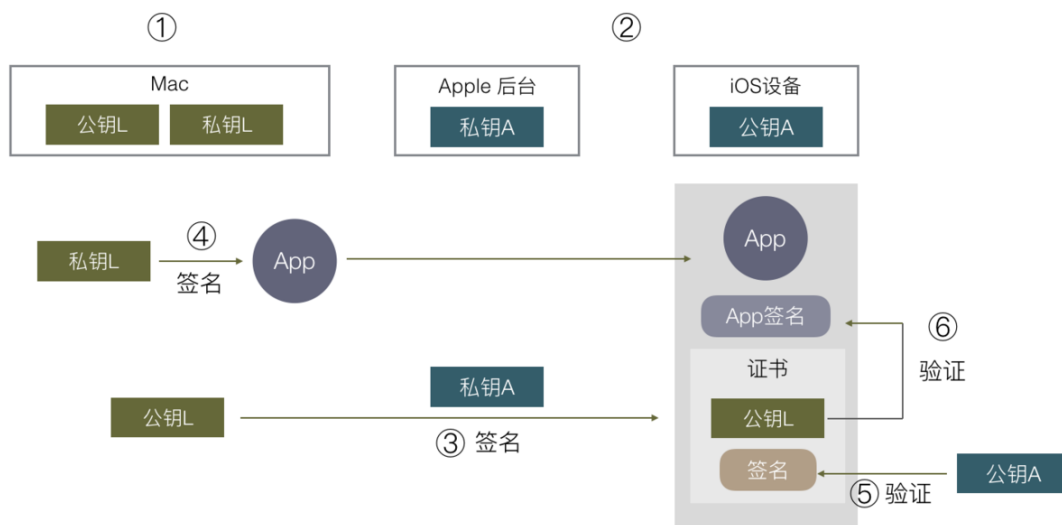 ①
②
Mac
公钥L 私钥L
Apple 后台
私钥A
iOS设备
公钥A
私钥L
④
签名
App
App
App签名
⑥
验证
公钥L
私钥A
③ 签名
证书
公钥L
签名
⑤ 验证
公钥A